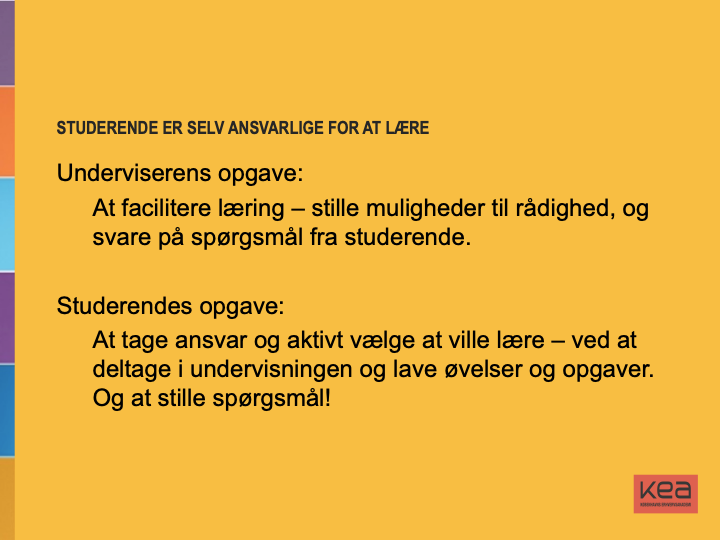 STUDERENDE ER SELV ANSVARLIGE FOR AT LÆRE
Underviserens opgave:
At facilitere læring – stille muligheder til rådighed, og
svare på spørgsmål fra studerende.
Studerendes opgave:
At tage ansvar og aktivt vælge at ville lære – ved at
deltage i undervisningen og lave øvelser og opgaver.
Og at stille spørgsmål!
kea